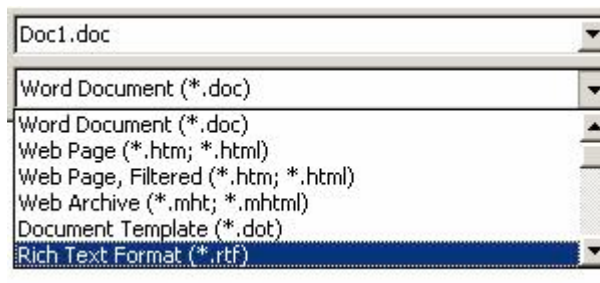 Doc1.doc
Word Document (*.doc)
Word Document (*.doc)
Web Page (*.htm; *.html)
Web Page, Filtered (*.htm; *.html)
Web Archive (*.mht; *.mhtml)
Document Template (*.dot)
Rich Text Format (*.rtf)